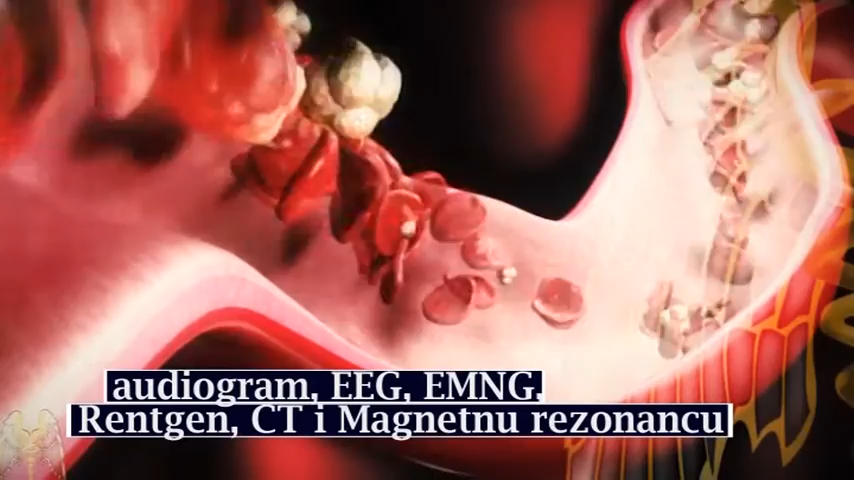 audiogram, EEG, EMNG,
Rentgen, CT i Magnetnu rezonancu